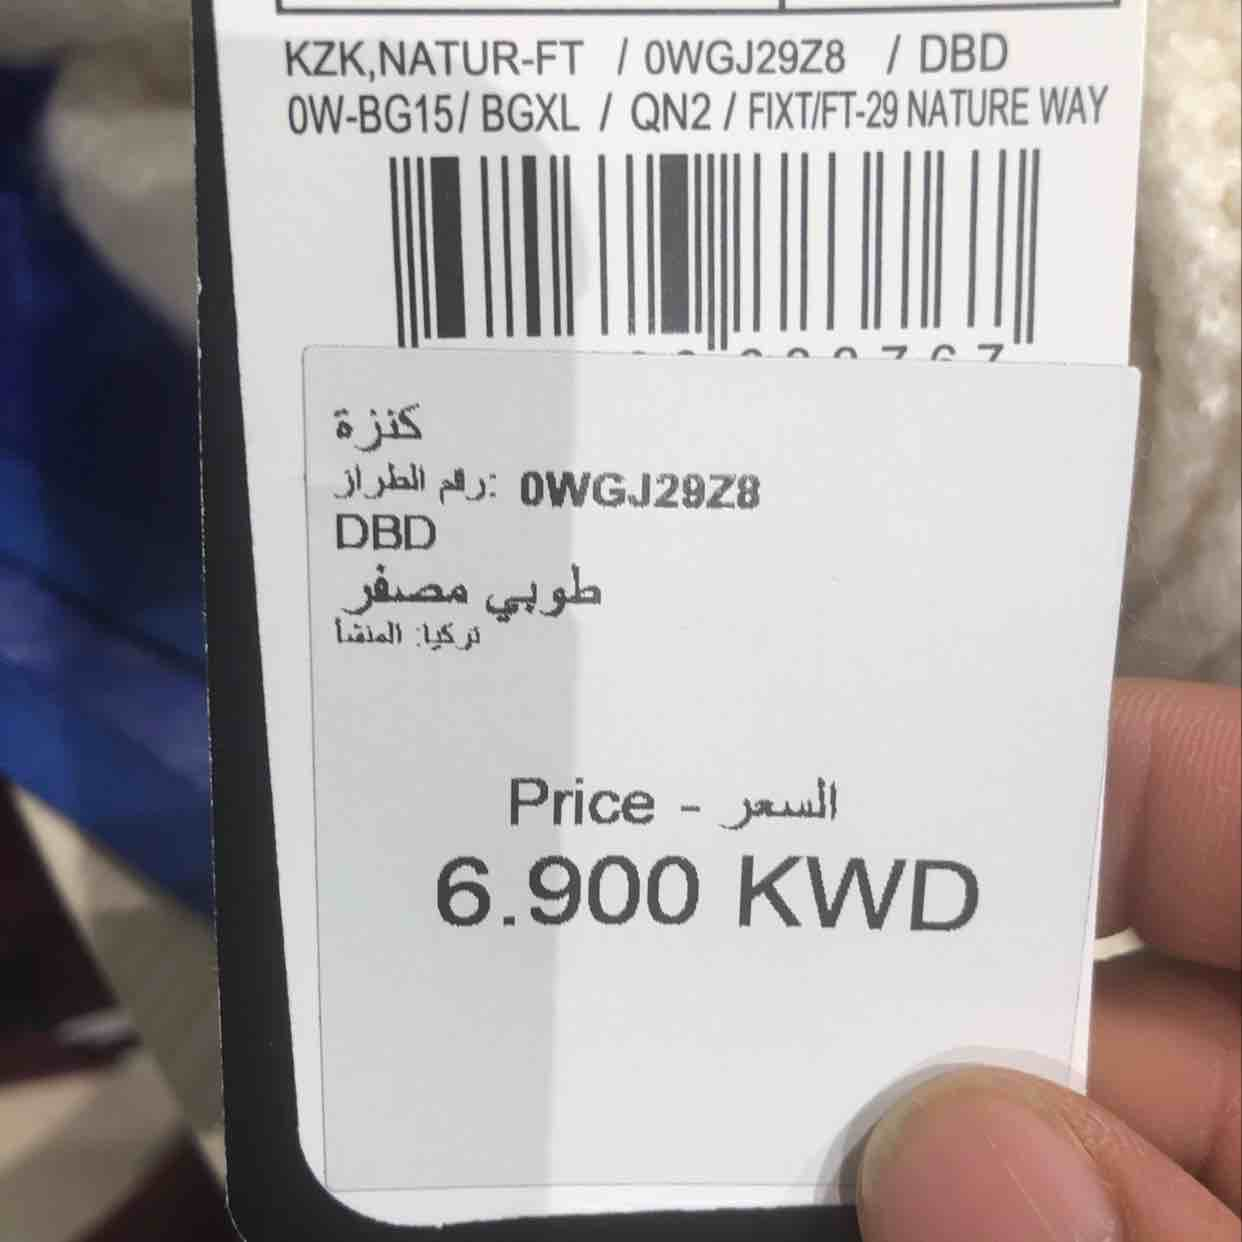 KZK,NATUR-FT / 0WGJ29Z8 / DBD
0W-BG15/ BGXL / QN2 / FIXT/FT-29 NATURE WAY
كنزة
رقم الطراز: 0WGJ29Z8
DBD
طوبي مصفر
تركيا: المنشأ
Price - السعر
6.900 KWD